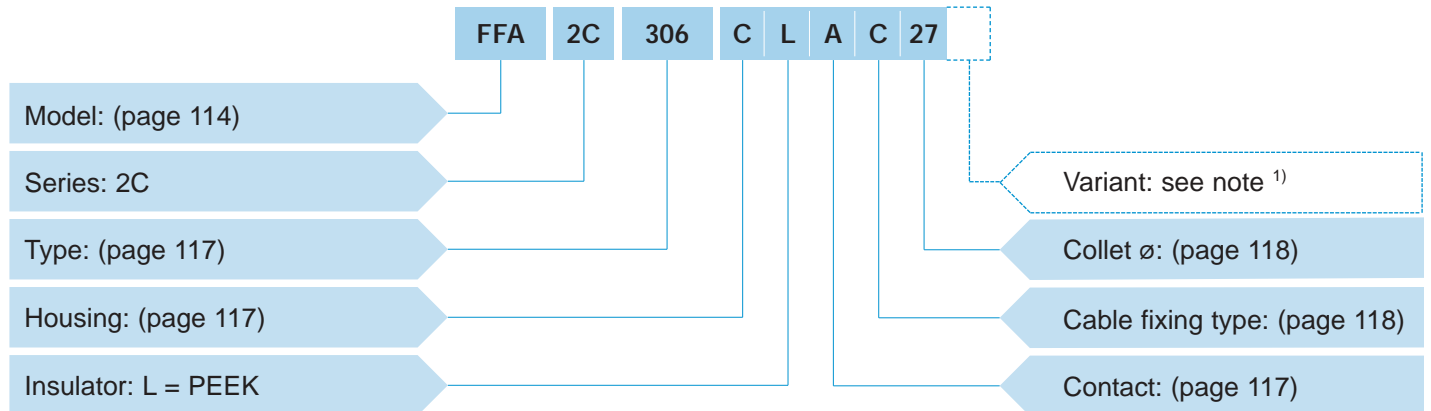 FFA 2C 306 C L A C 27
Model: (page 114)
Series: 2C
Variant: see note 1)
Type: (page 117)
Collet ø: (page 118)
Housing: (page 117)
Cable fixing type: (page 118)
Insulator: L = PEEK
Contact: (page 117)